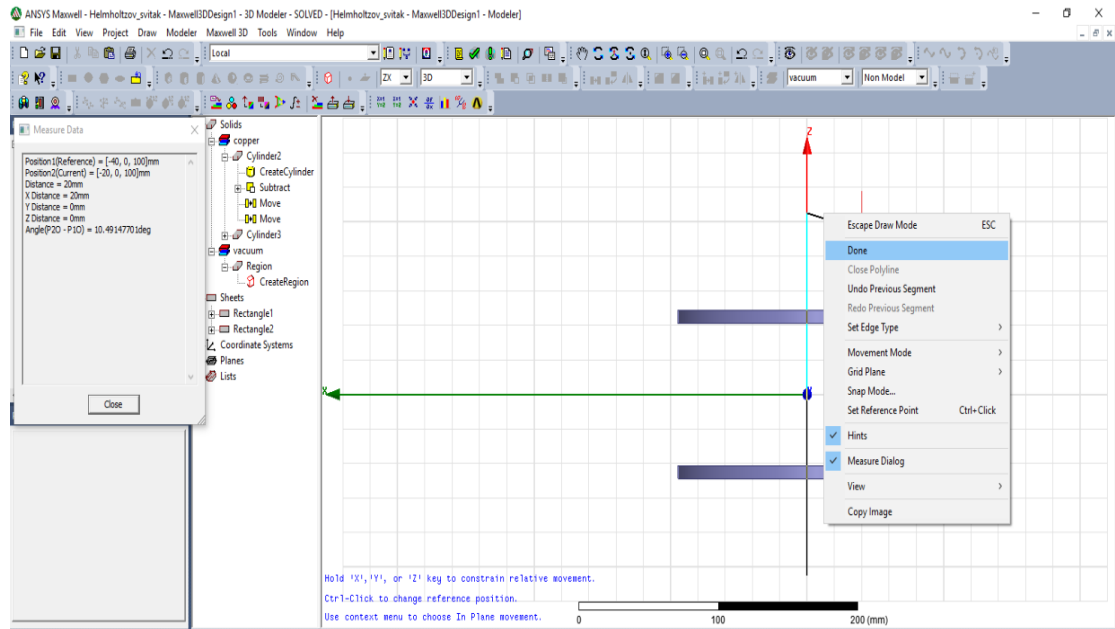 ANSYS Maxwell - Helmholtzov_svitak - Maxwell3DDesign1 - 3D Modeler - SOLVED - [Helmholtzov_svitak - Maxwell3DDesign1 - Modeler]
File Edit View Project Draw Modeler Maxwell 3D Tools Window Help
Local
ZX 3D vacuum Non Model
Measure Data
Position1(Reference) = [-40, 0, 100]mm
Position2(Current) = [-20, 0, 100]mm
Distance = 20mm
X Distance = 20mm
Y Distance = 0mm
Z Distance = 0mm
Angle(P2O - P1O) = 10.49147701deg
Close
Solids
copper
Cylinder2
CreateCylinder
Subtract
Move
Move
Cylinder3
vacuum
Region
CreateRegion
Sheets
Rectangle1
Rectangle2
Coordinate Systems
Planes
Lists
Z
X
Escape Draw Mode ESC
Done
Close Polyline
Undo Previous Segment
Redo Previous Segment
Set Edge Type
Movement Mode
Grid Plane
Snap Mode...
Set Reference Point Ctrl+Click
Hints
Measure Dialog
View
Copy Image
Hold 'X','Y', or 'Z' key to constrain relative movement.
Ctrl-Click to change reference position.
Use context menu to choose In Plane movement.
0 100 200 (mm)